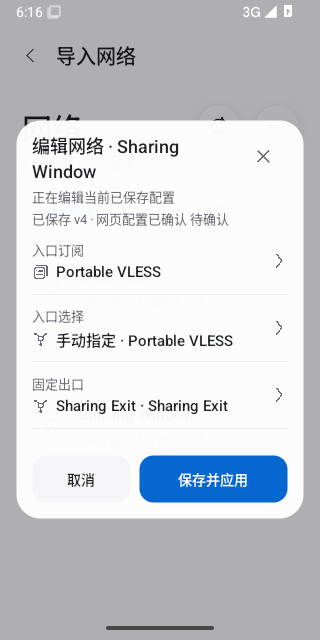 6:16
3G
导入网络
编辑网络 · Sharing
Window
正在编辑当前已保存配置
已保存 v4 · 网页配置已确认 待确认
入口订阅
Portable VLESS
入口选择
手动指定 · Portable VLESS
固定出口
Sharing Exit · Sharing Exit
取消
保存并应用